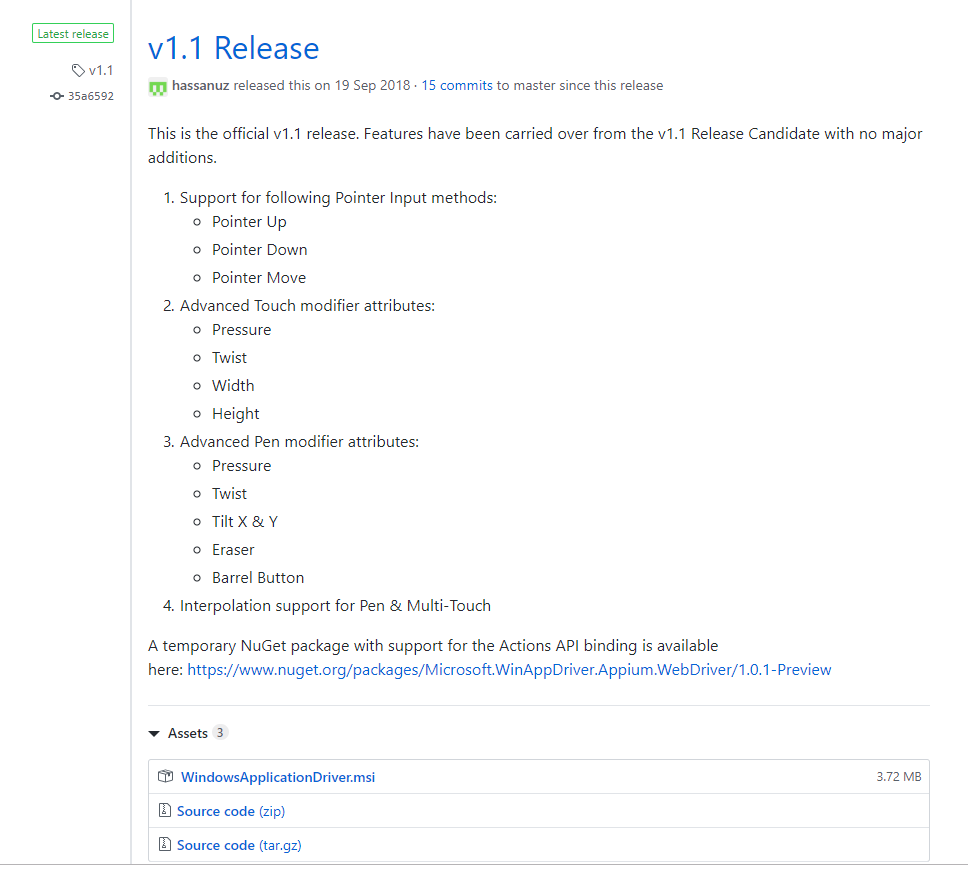 Latest release
v1.1
35a6592
v1.1 Release
hassanuz released this on 19 Sep 2018 · 15 commits to master since this release
This is the official v1.1 release. Features have been carried over from the v1.1 Release Candidate with no major
additions.
1. Support for following Pointer Input methods:
Pointer Up
Pointer Down
Pointer Move
2. Advanced Touch modifier attributes:
Pressure
Twist
Width
Height
3. Advanced Pen modifier attributes:
Pressure
Twist
Tilt X & Y
Eraser
Barrel Button
4. Interpolation support for Pen & Multi-Touch
A temporary NuGet package with support for the Actions API binding is available
here: https://www.nuget.org/packages/Microsoft.WinAppDriver.Appium.WebDriver/1.0.1-Preview
Assets 3
WindowsApplicationDriver.msi 3.72 MB
Source code (zip)
Source code (tar.gz)